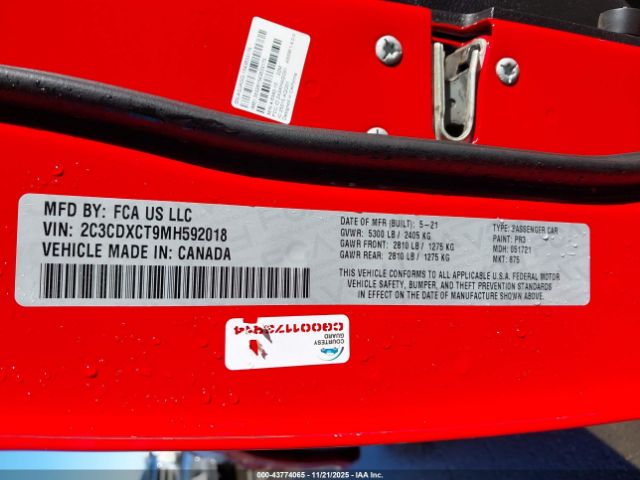 MFD BY: FCA US LLC
VIN: 2C3CDXCT9MH592018
VEHICLE MADE IN: CANADA
DATE OF MFR (BUILT): 5-21
GVWR: 5300 LB / 2405 KG
GAWR FRONT: 2810 LB / 1275 KG
GAWR REAR: 2810 LB / 1275 KG
TYPE: PASSENGER CAR
PAINT: PR3
MDH: 051721
MKT: 675
THIS VEHICLE CONFORMS TO ALL APPLICABLE U.S.A. FEDERAL MOTOR
VEHICLE SAFETY, BUMPER, AND THEFT PREVENTION STANDARDS
IN EFFECT ON THE DATE OF MANUFACTURE SHOWN ABOVE.
COURTESY
GUARD
000-43774065 | 11/21/2025 | IAA Corp.